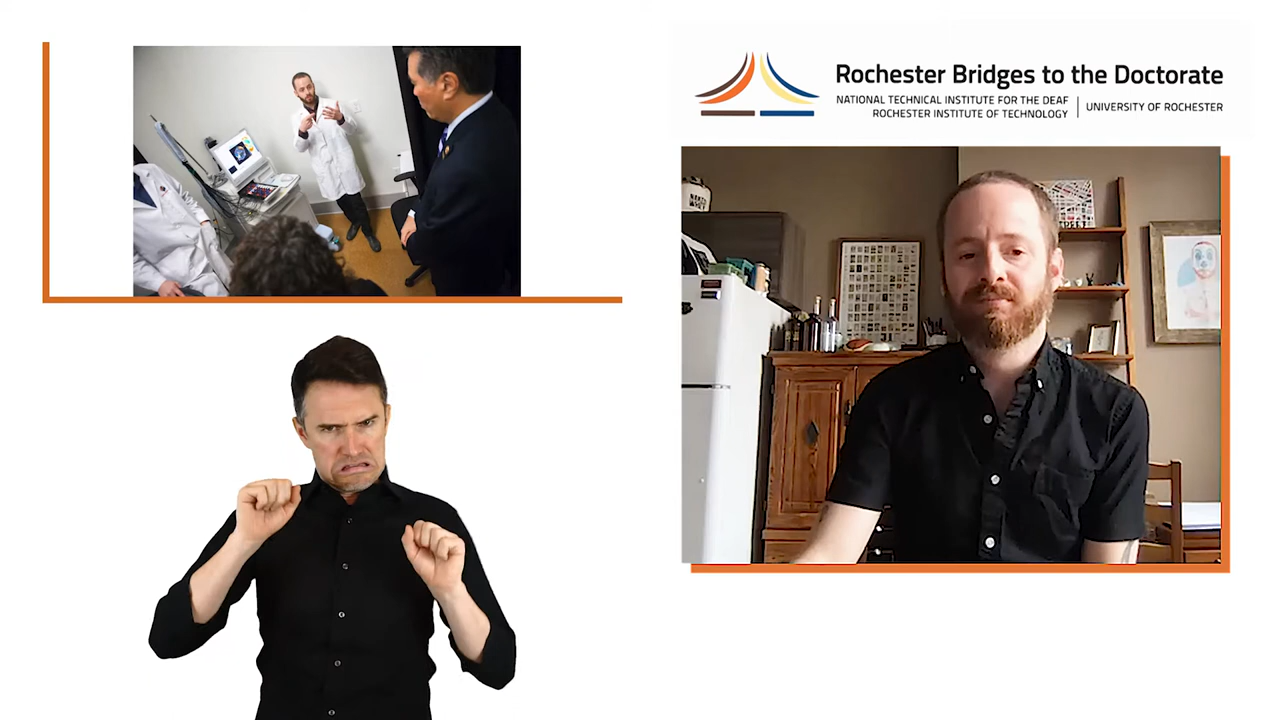 Rochester Bridges to the Doctorate
NATIONAL TECHNICAL INSTITUTE FOR THE DEAF
ROCHESTER INSTITUTE OF TECHNOLOGY
UNIVERSITY OF ROCHESTER